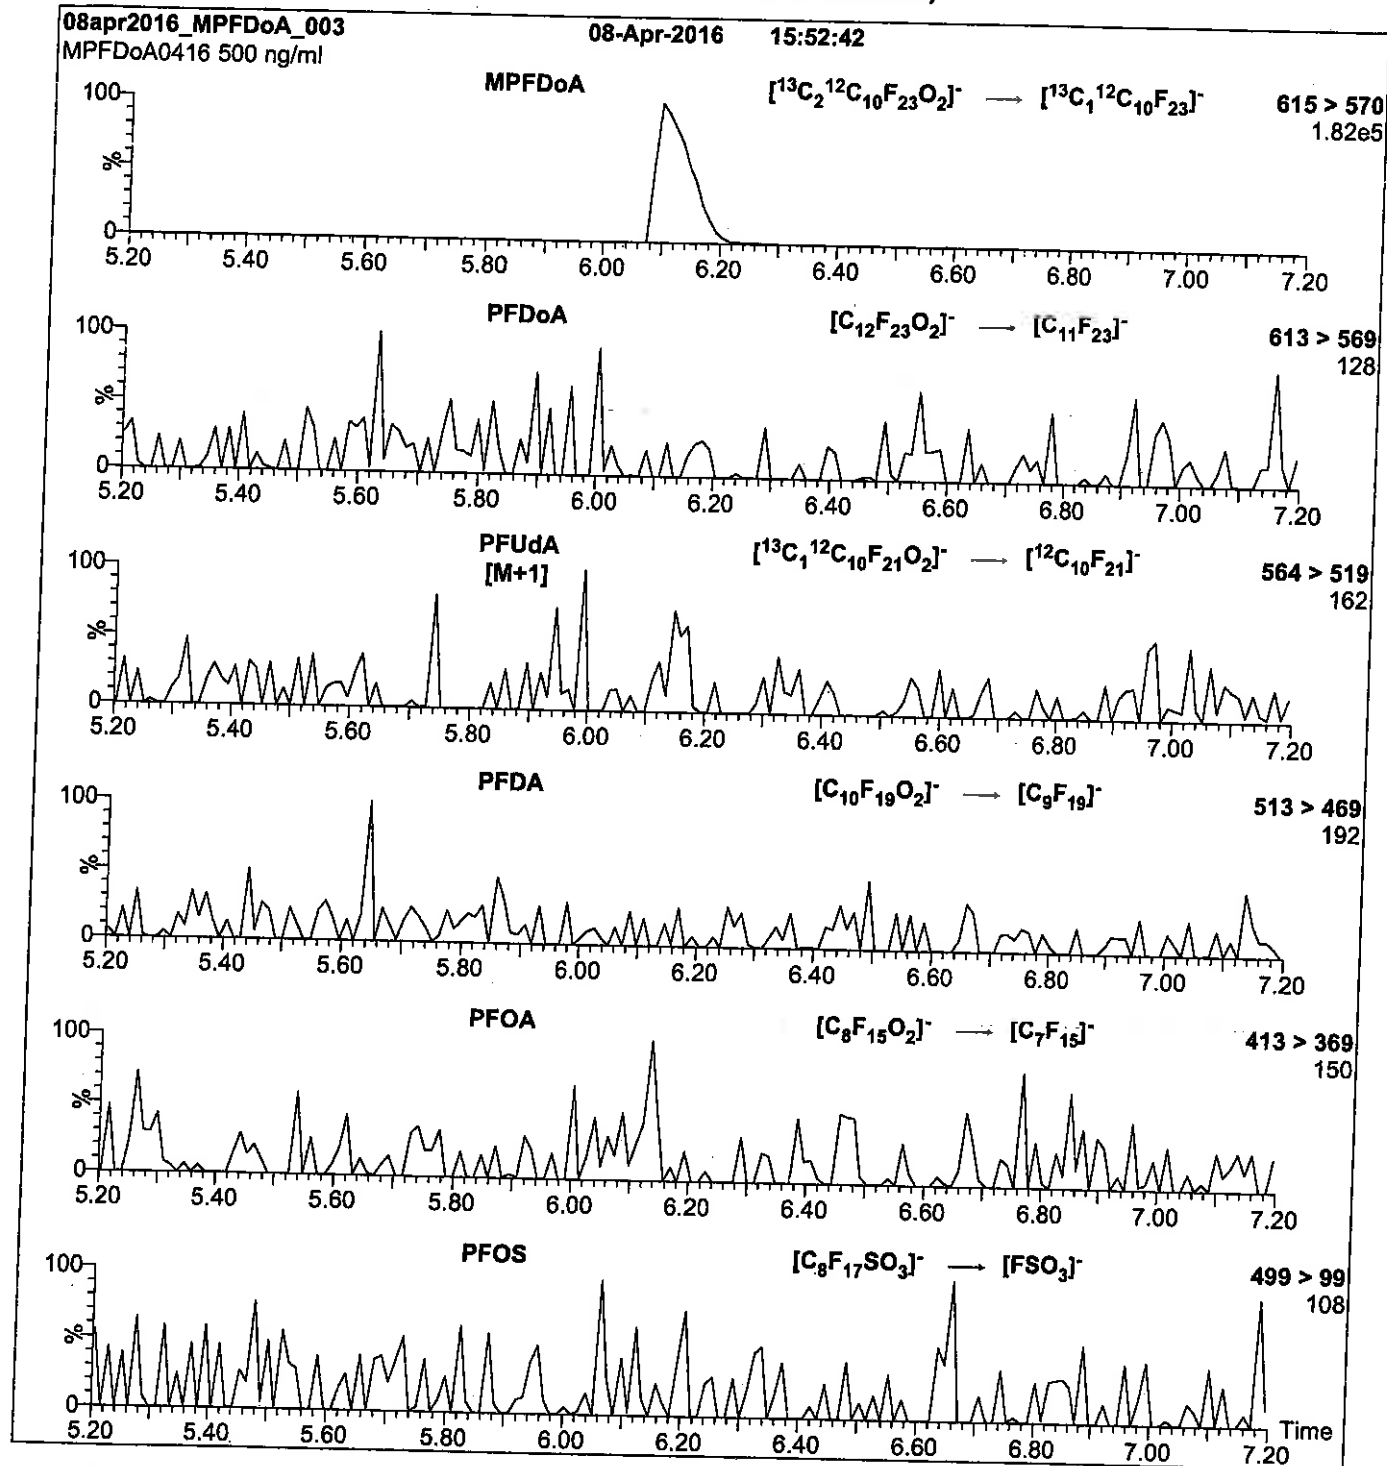 08apr2016_MPFDoA_003 08-Apr-2016 15:52:42
MPFDoA0416 500 ng/ml
MPFDoA [¹³C₂¹²C₁₀F₂₃O₂]⁻ → [¹³C₁¹²C₁₀F₂₃]⁻ 615 > 570
1.82e5
100
%
0
5.20 5.40 5.60 5.80 6.00 6.20 6.40 6.60 6.80 7.00 7.20
PFDoA [C₁₂F₂₃O₂]⁻ → [C₁₁F₂₃]⁻ 613 > 569
128
100
%
0
5.20 5.40 5.60 5.80 6.00 6.20 6.40 6.60 6.80 7.00 7.20
PFUdA [¹³C₁¹²C₁₀F₂₁O₂]⁻ → [¹²C₁₀F₂₁]⁻ 564 > 519
[M+1] 162
100
%
0
5.20 5.40 5.60 5.80 6.00 6.20 6.40 6.60 6.80 7.00 7.20
PFDA [C₁₀F₁₉O₂]⁻ → [C₉F₁₉]⁻ 513 > 469
192
100
%
0
5.20 5.40 5.60 5.80 6.00 6.20 6.40 6.60 6.80 7.00 7.20
PFOA [C₈F₁₅O₂]⁻ → [C₇F₁₅]⁻ 413 > 369
150
100
%
0
5.20 5.40 5.60 5.80 6.00 6.20 6.40 6.60 6.80 7.00 7.20
PFOS [C₈F₁₇SO₃]⁻ → [FSO₃]⁻ 499 > 99
108
100
%
0
5.20 5.40 5.60 5.80 6.00 6.20 6.40 6.60 6.80 7.00 7.20 Time